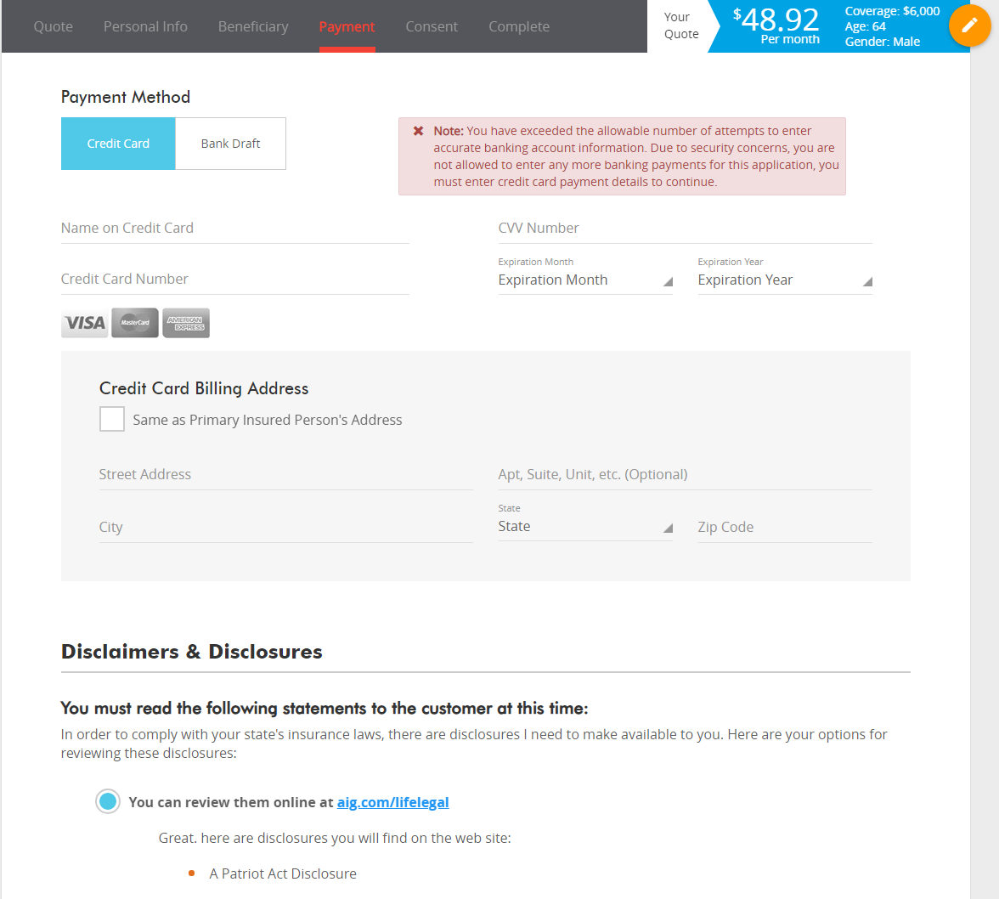 Quote Personal Info Beneficiary Payment Consent Complete
Your
Quote
$48.92
Per month
Coverage: $6,000
Age: 64
Gender: Male
Payment Method
Credit Card Bank Draft
Note: You have exceeded the allowable number of attempts to enter
accurate banking account information. Due to security concerns, you are
not allowed to enter any more banking payments for this application, you
must enter credit card payment details to continue.
Name on Credit Card
CVV Number
Credit Card Number
Expiration Month
Expiration Month
Expiration Year
Expiration Year
VISA MasterCard AMERICAN EXPRESS
Credit Card Billing Address
Same as Primary Insured Person's Address
Street Address
Apt, Suite, Unit, etc. (Optional)
City
State
State
Zip Code
Disclaimers & Disclosures
You must read the following statements to the customer at this time:
In order to comply with your state's insurance laws, there are disclosures I need to make available to you. Here are your options for
reviewing these disclosures:
You can review them online at aig.com/lifelegal
Great. here are disclosures you will find on the web site:
• A Patriot Act Disclosure